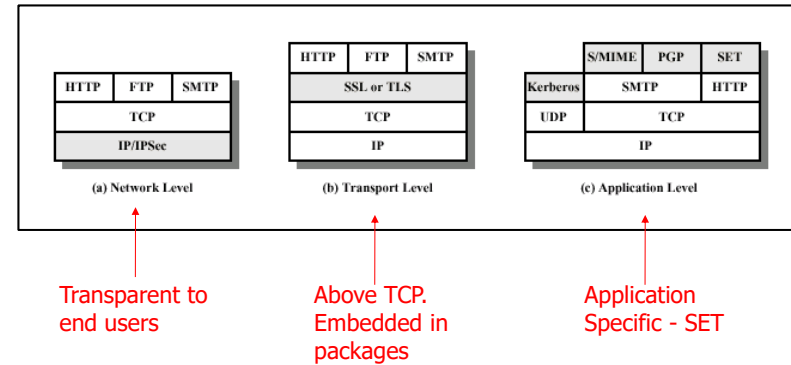 HTTP FTP SMTP
TCP
IP/IPSec
(a) Network Level
HTTP FTP SMTP
SSL or TLS
TCP
IP
(b) Transport Level
S/MIME PGP SET
Kerberos SMTP HTTP
UDP TCP
IP
(c) Application Level
Transparent to
end users
Above TCP.
Embedded in
packages
Application
Specific - SET